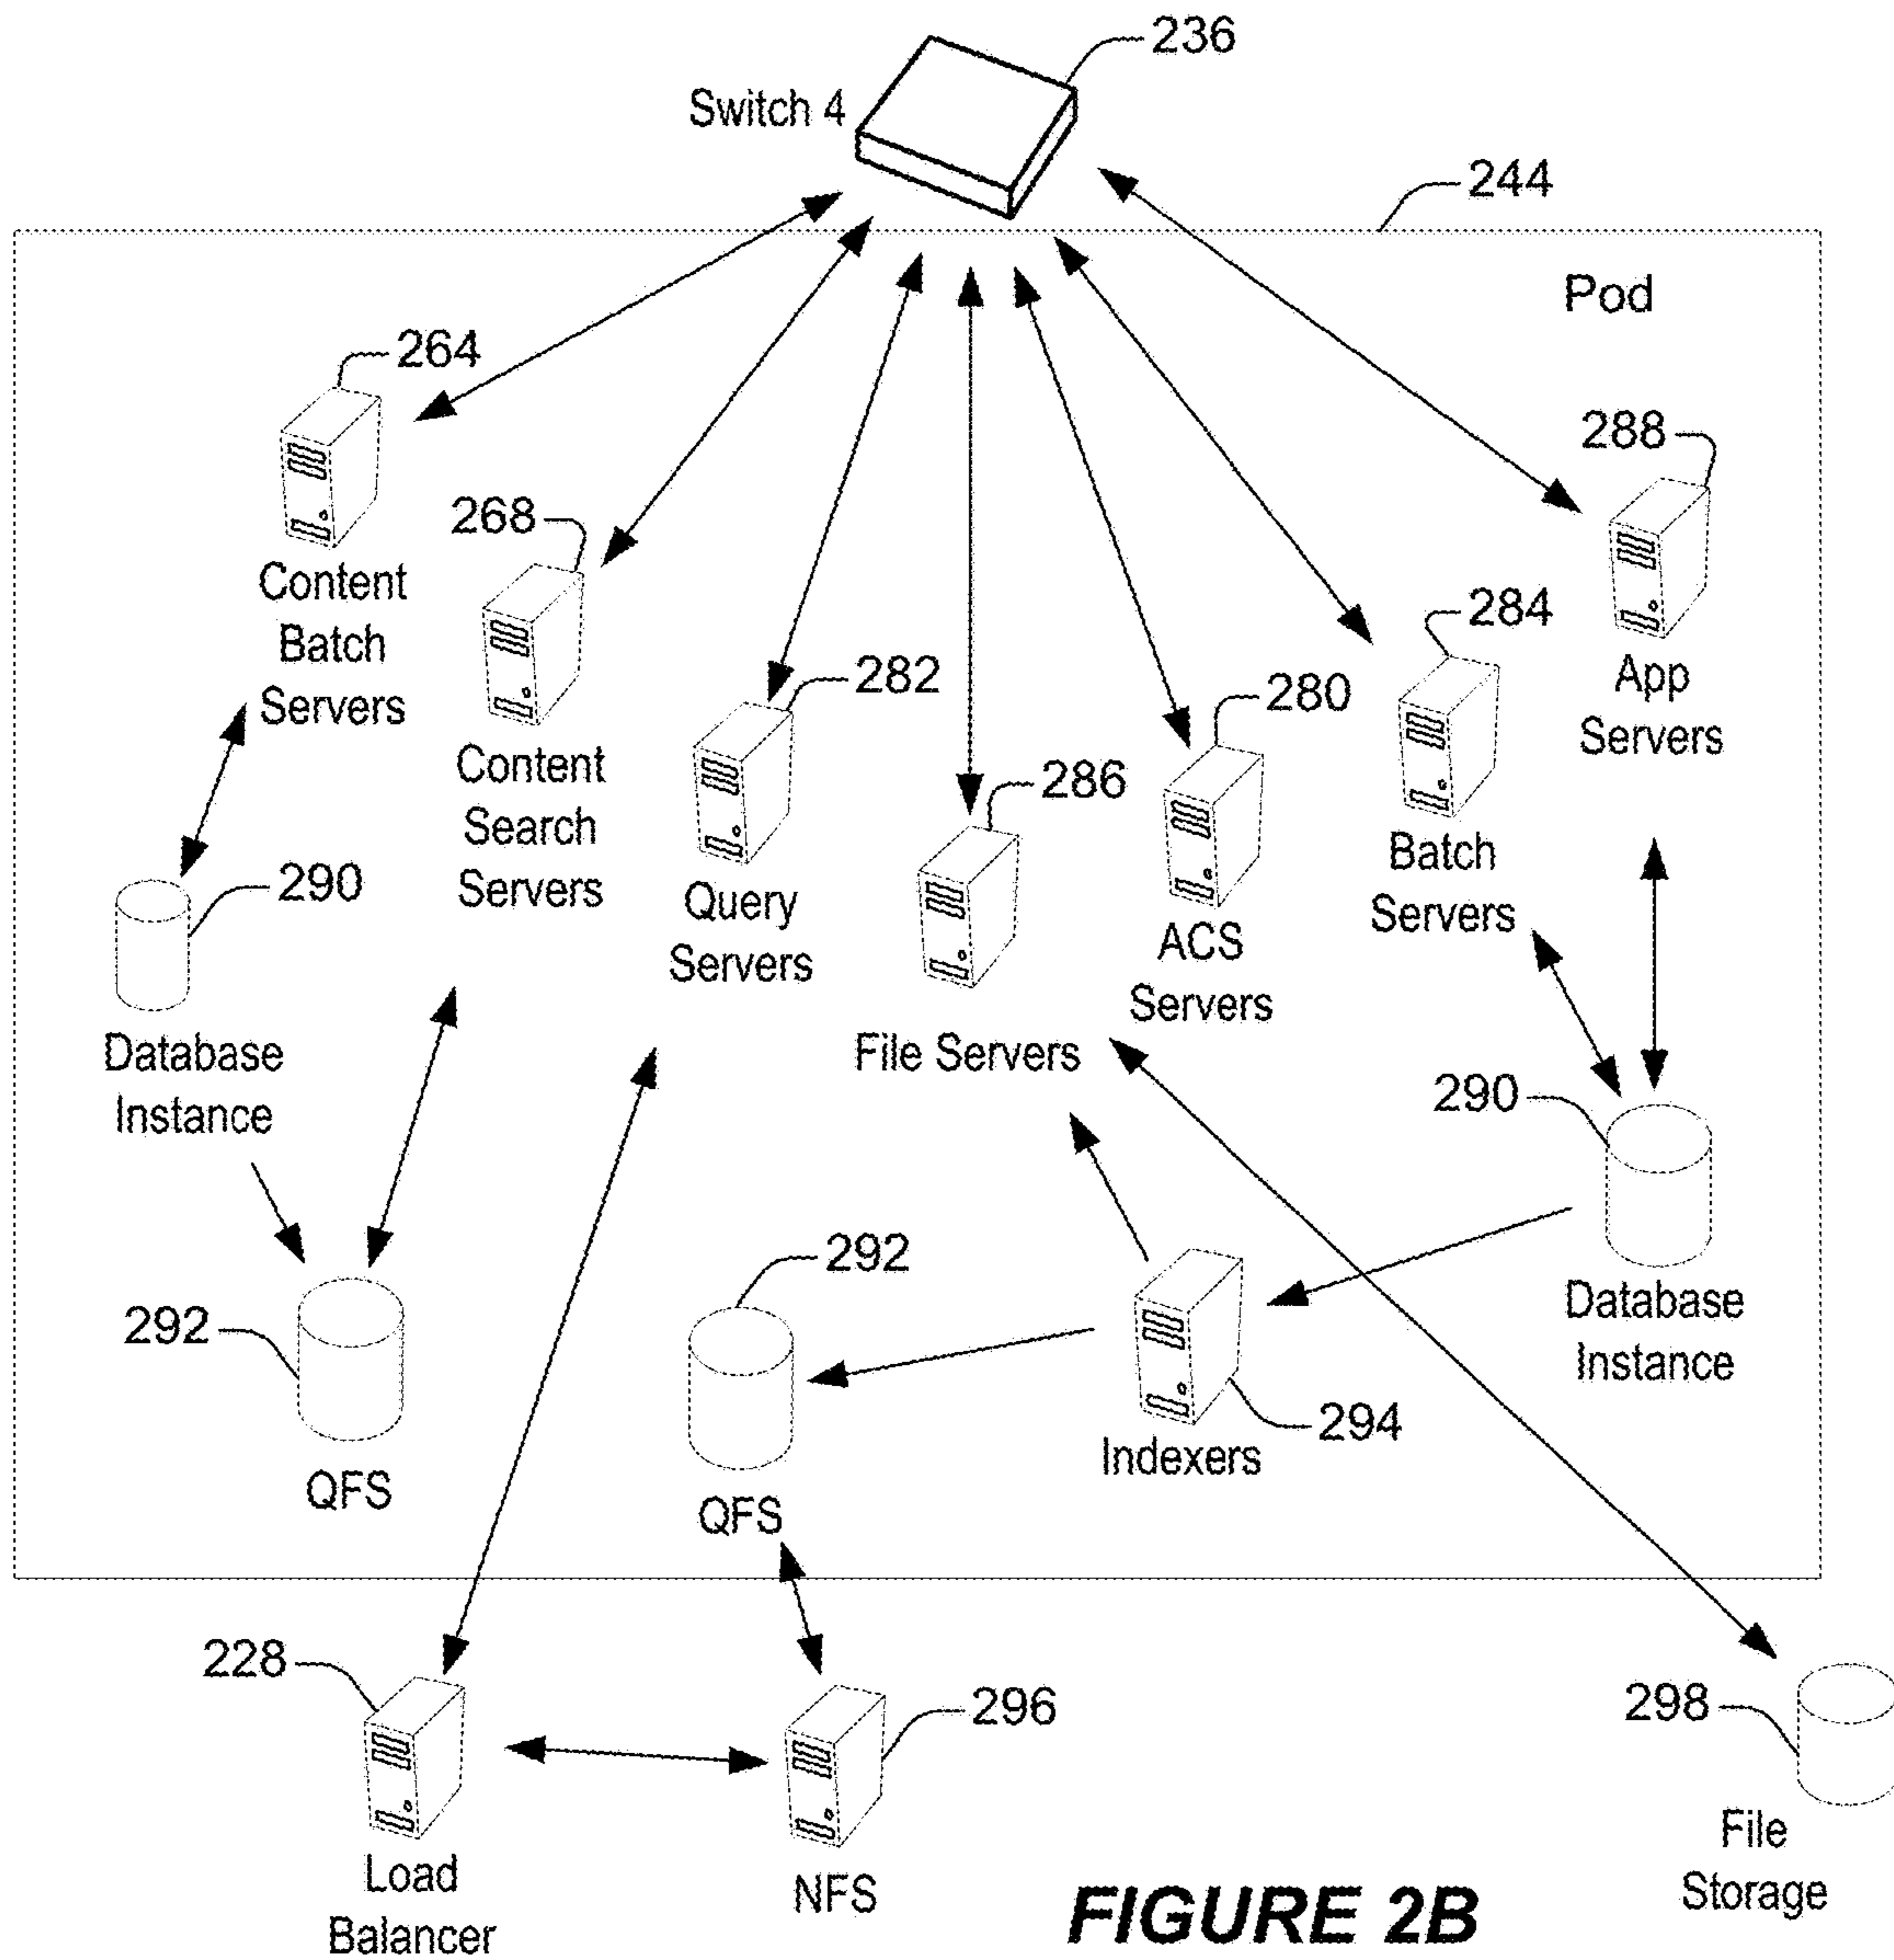 236
Switch 4
244
Pod
264
288
Content
Batch
Servers
268
284
App
Servers
Content
Search
Servers
282
280
286
Batch
Servers
290
Query
Servers
ACS
Servers
Database
Instance
File Servers
290
292
292
Database
Instance
QFS
294
Indexers
QFS
228
296
298
Load
Balancer
NFS
File
Storage
FIGURE 2B